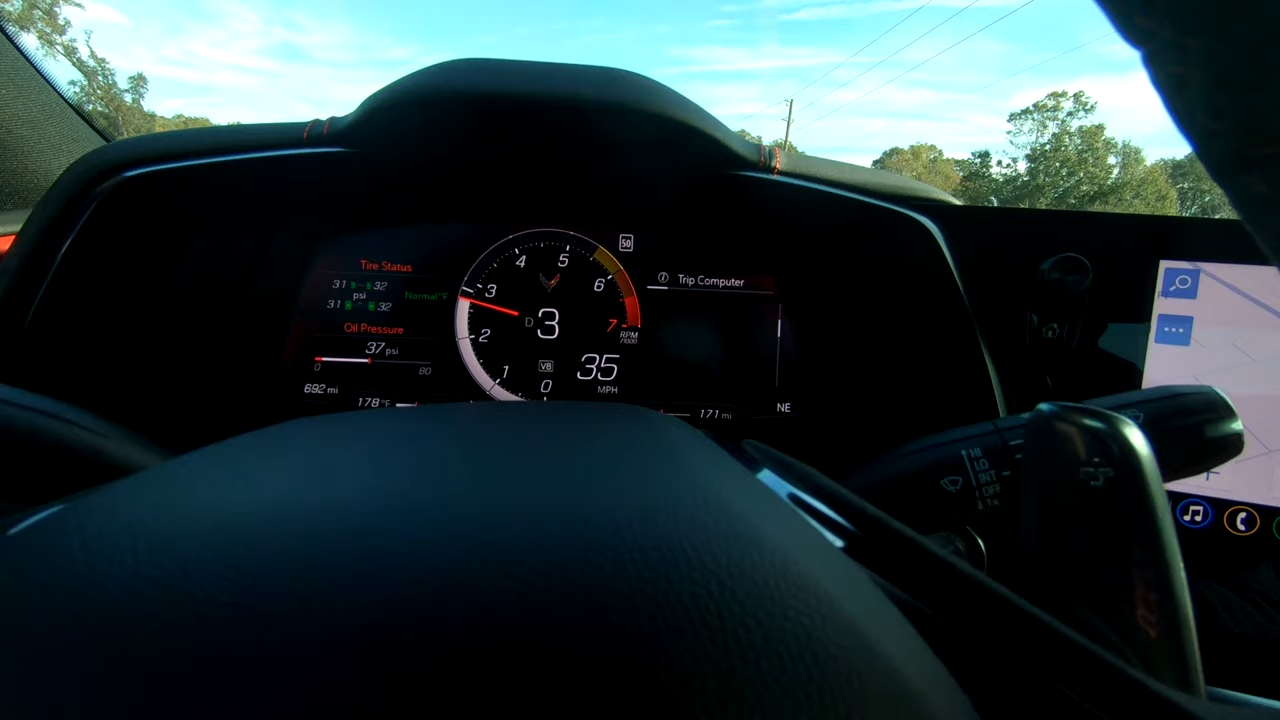 Tire Status
31 32
psi
31 32
Normal °F
Oil Pressure
37 psi
0 80
692 mi
178 °F
0
1
2
3
4
5
6
7
RPM
/1000
50
D 3
V8
35
MPH
Trip Computer
171 mi
NE
HI
LO
INT
OFF
1x